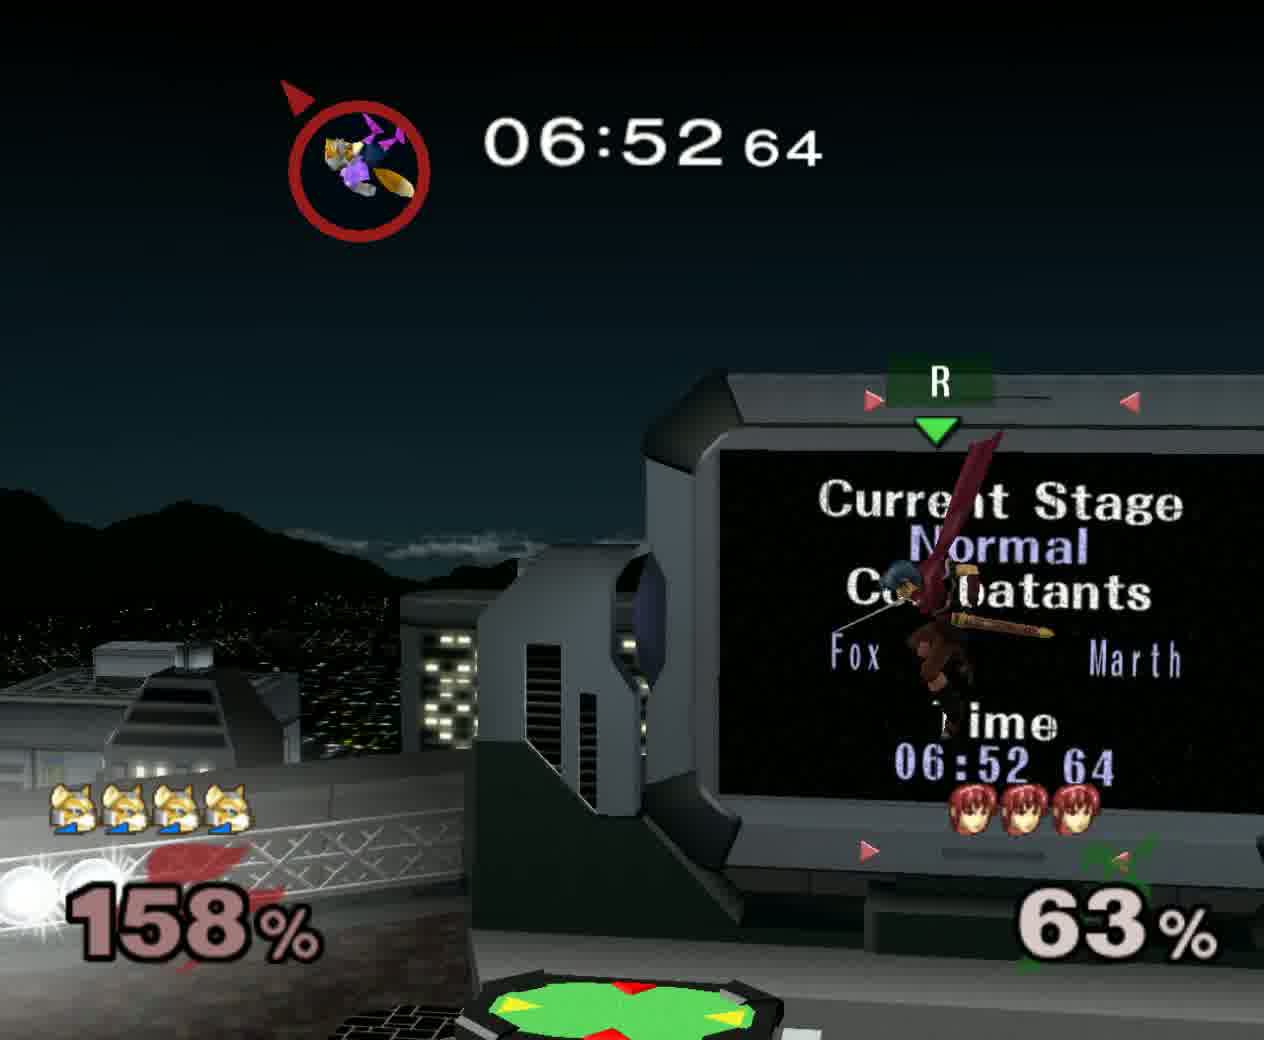 06:52 64
R
Current Stage
Normal
Combatants
Fox Marth
Time
06:52 64
158%
63%